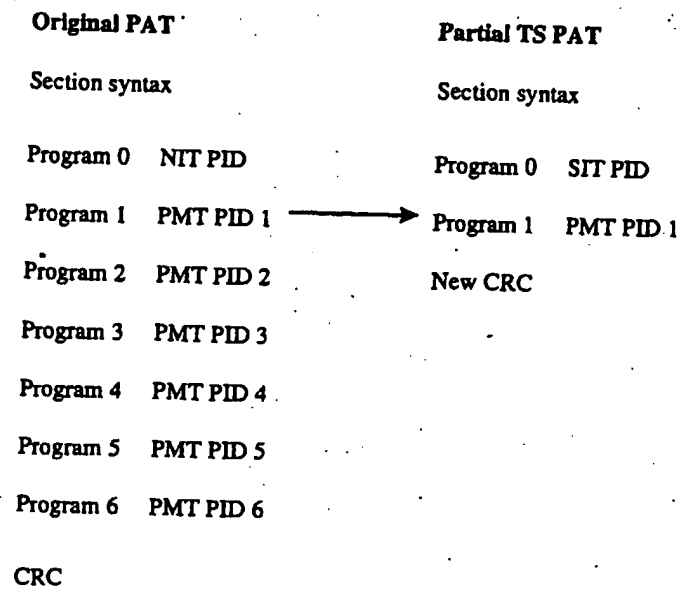 Original PAT
Section syntax
Program 0 NIT PID
Program 1 PMT PID 1
Program 2 PMT PID 2
Program 3 PMT PID 3
Program 4 PMT PID 4
Program 5 PMT PID 5
Program 6 PMT PID 6
CRC
Partial TS PAT
Section syntax
Program 0 SIT PID
Program 1 PMT PID 1
New CRC